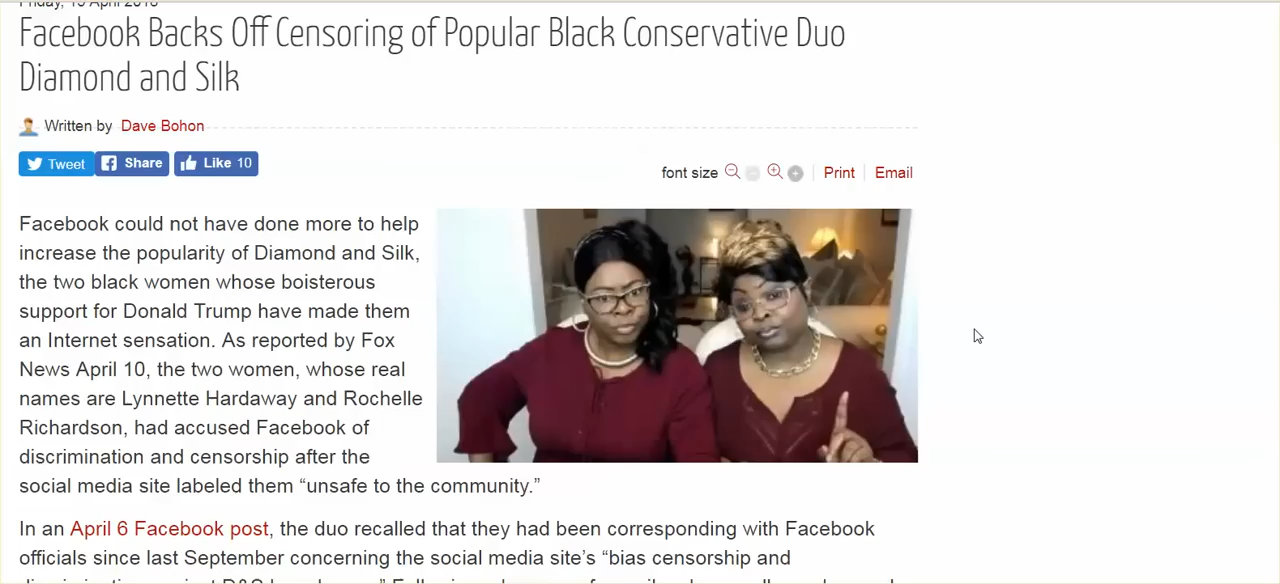 Friday, 13 April 2018
Facebook Backs Off Censoring of Popular Black Conservative Duo
Diamond and Silk
Written by Dave Bohon
Tweet Share Like 10
font size Print Email
Facebook could not have done more to help
increase the popularity of Diamond and Silk,
the two black women whose boisterous
support for Donald Trump have made them
an Internet sensation. As reported by Fox
News April 10, the two women, whose real
names are Lynnette Hardaway and Rochelle
Richardson, had accused Facebook of
discrimination and censorship after the
social media site labeled them “unsafe to the community.”
In an April 6 Facebook post, the duo recalled that they had been corresponding with Facebook
officials since last September concerning the social media site’s “bias censorship and